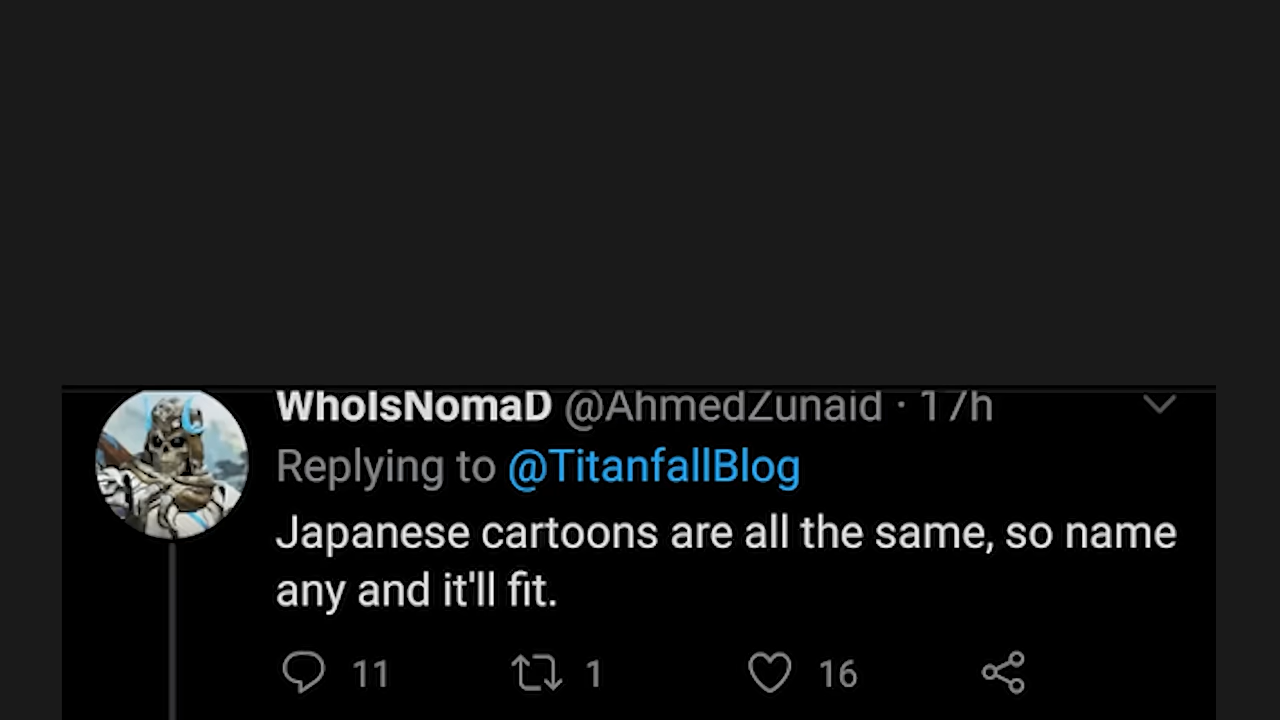 WhoIsNomaD @AhmedZunaid · 17h
Replying to @TitanfallBlog
Japanese cartoons are all the same, so name
any and it'll fit.
11 1 16